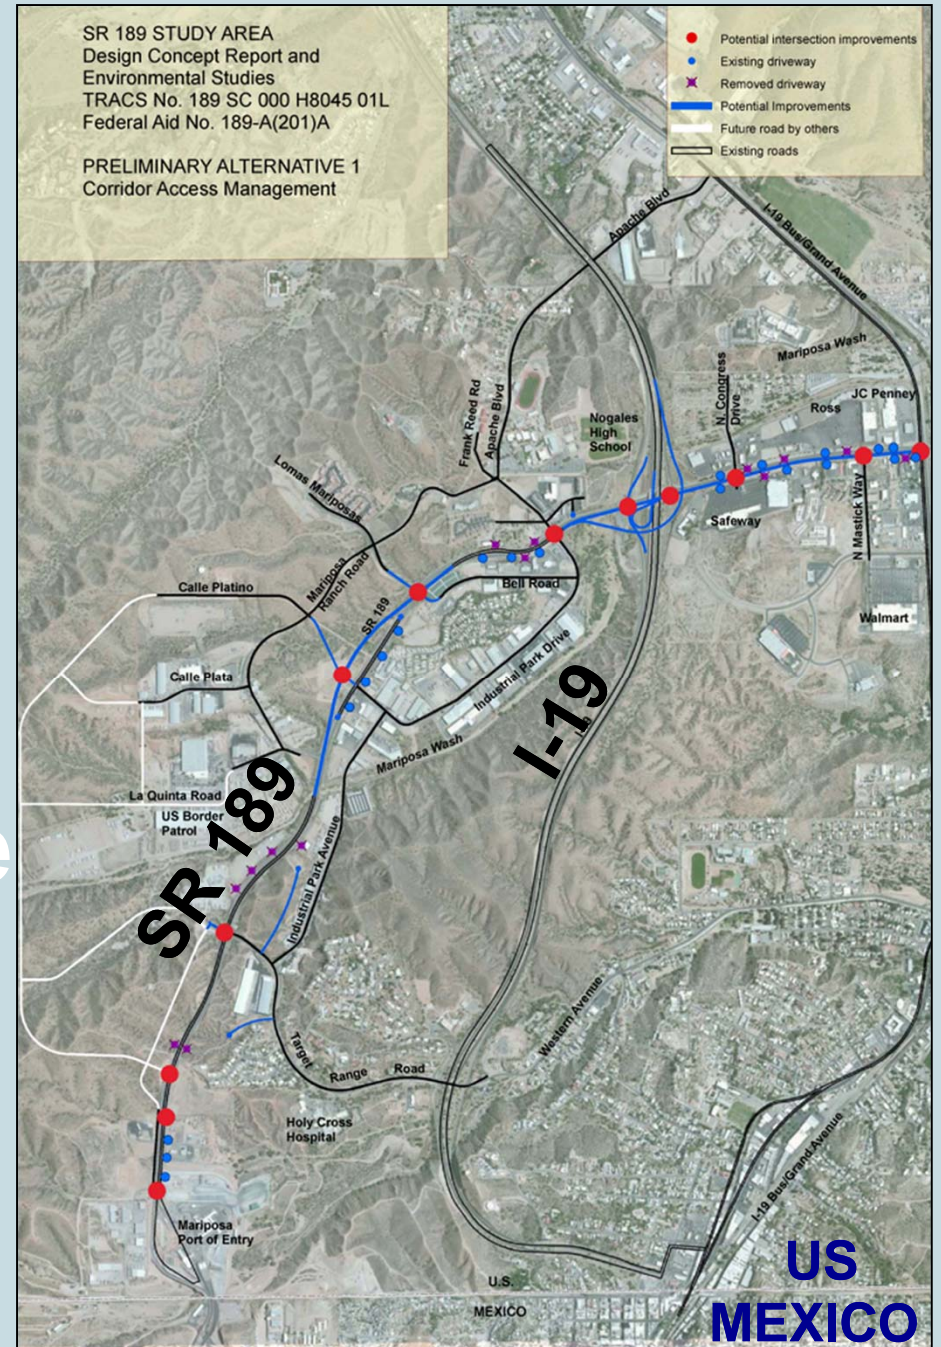 SR 189 STUDY AREA
Design Concept Report and
Environmental Studies
TRACS No. 189 SC 000 H8045 01L
Federal Aid No. 189-A(201)A
PRELIMINARY ALTERNATIVE 1
Corridor Access Management
Potential intersection improvements
Existing driveway
Removed driveway
Potential Improvements
Future road by others
Existing roads
Apache Blvd
I-19 Bus/Grand Avenue
Mariposa Wash
N. Congress
Drive
JC Penney
Ross
Frank Reed Rd
Apache Blvd
Nogales
High
School
Lomas Mariposas
Safeway
N Mastick Way
Mariposa
Ranch Road
Bell Road
Calle Platino
SR 189
Walmart
Calle Plata
Industrial Park Drive
I-19
Mariposa Wash
La Quinta Road
US Border
Patrol
SR 189
Industrial Park Avenue
e
Western Avenue
Target
Range
Road
Holy Cross
Hospital
I-19 Bus/Grand Avenue
Mariposa
Port of Entry
U.S.
MEXICO
US
MEXICO